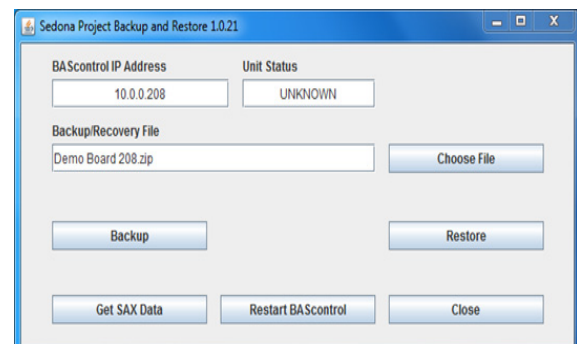 Sedona Project Backup and Restore 1.0.21
BAScontrol IP Address Unit Status
10.0.0.208 UNKNOWN
Backup/Recovery File
Demo Board 208.zip Choose File
Backup Restore
Get SAX Data Restart BAScontrol Close